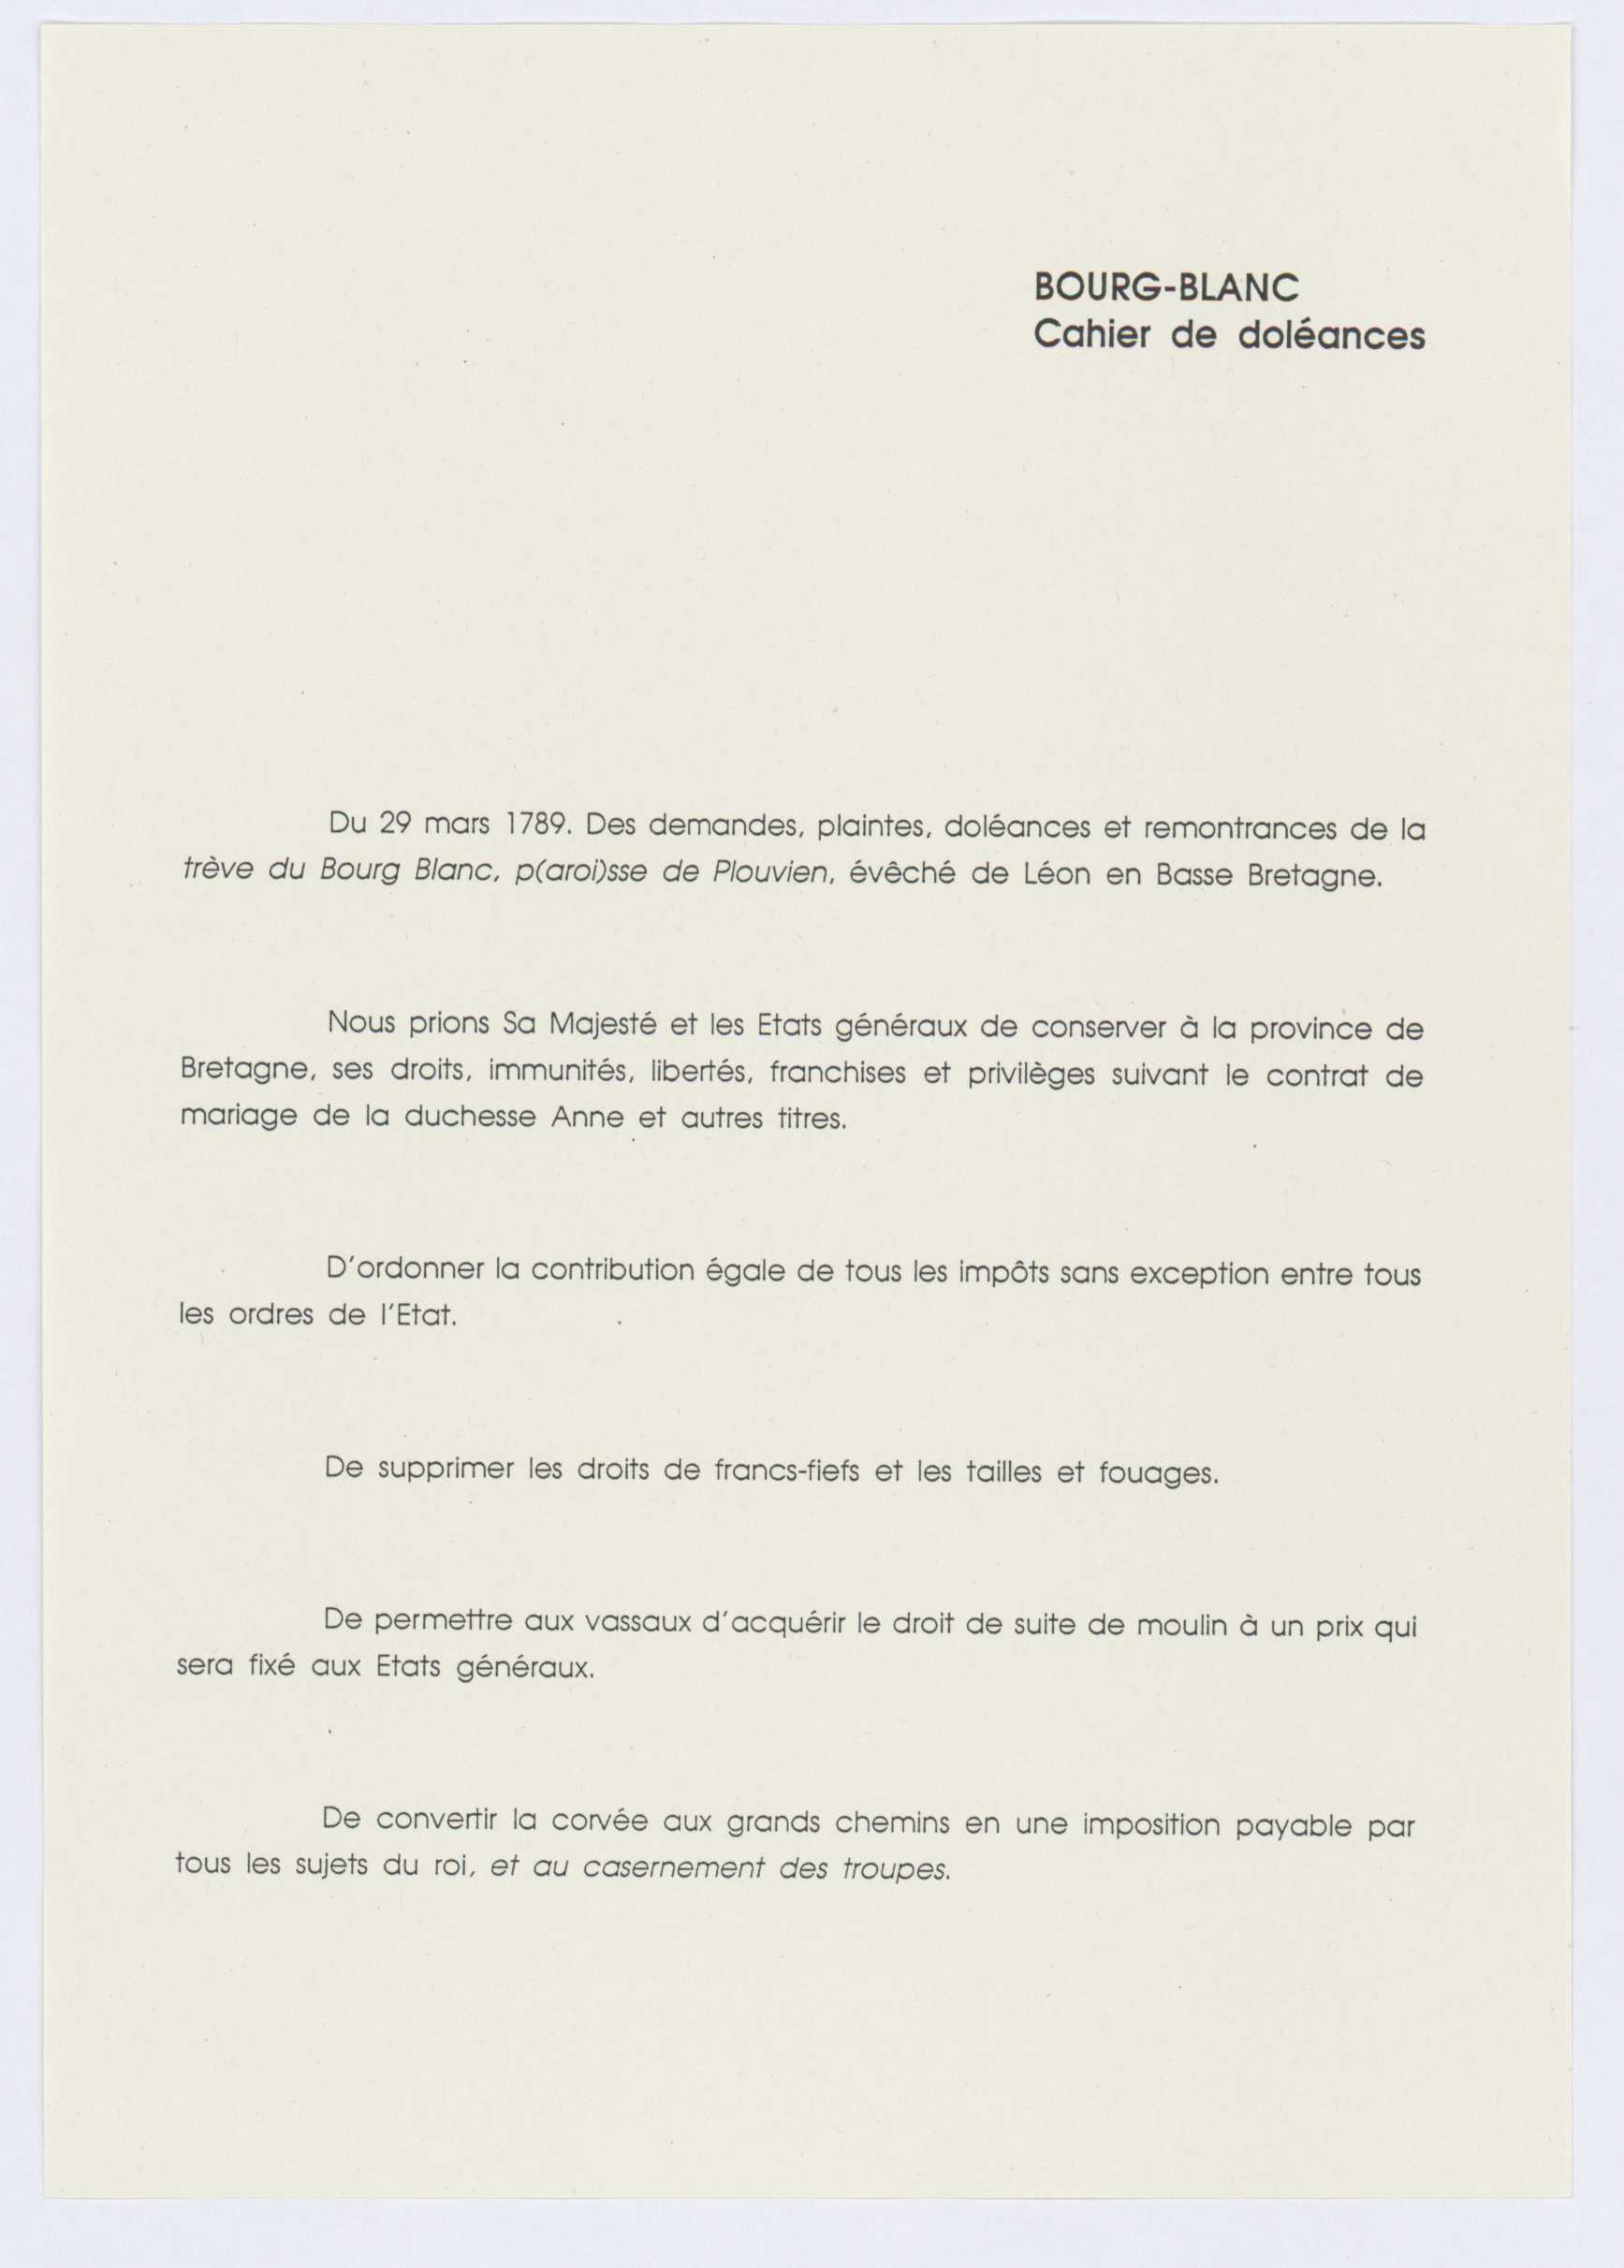 BOURG-BLANC
Cahier de doléances
Du 29 mars 1789. Des demandes, plaintes, doléances et remontrances de la
trève du Bourg Blanc, p(aroi)sse de Plouvien, évêché de Léon en Basse Bretagne.
Nous prions Sa Majesté et les Etats généraux de conserver à la province de
Bretagne, ses droits, immunités, libertés, franchises et privilèges suivant le contrat de
mariage de la duchesse Anne et autres titres.
D'ordonner la contribution égale de tous les impôts sans exception entre tous
les ordres de l'Etat.
De supprimer les droits de francs-fiefs et les tailles et fouages.
De permettre aux vassaux d'acquérir le droit de suite de moulin à un prix qui
sera fixé aux Etats généraux.
De convertir la corvée aux grands chemins en une imposition payable par
tous les sujets du roi, et au casernement des troupes.